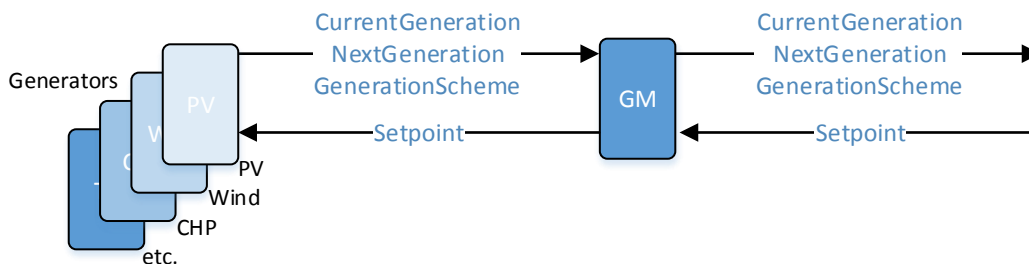 CurrentGeneration
NextGeneration
GenerationScheme
CurrentGeneration
NextGeneration
GenerationScheme
Generators
PV
GM
Setpoint
Setpoint
PV
Wind
CHP
etc.